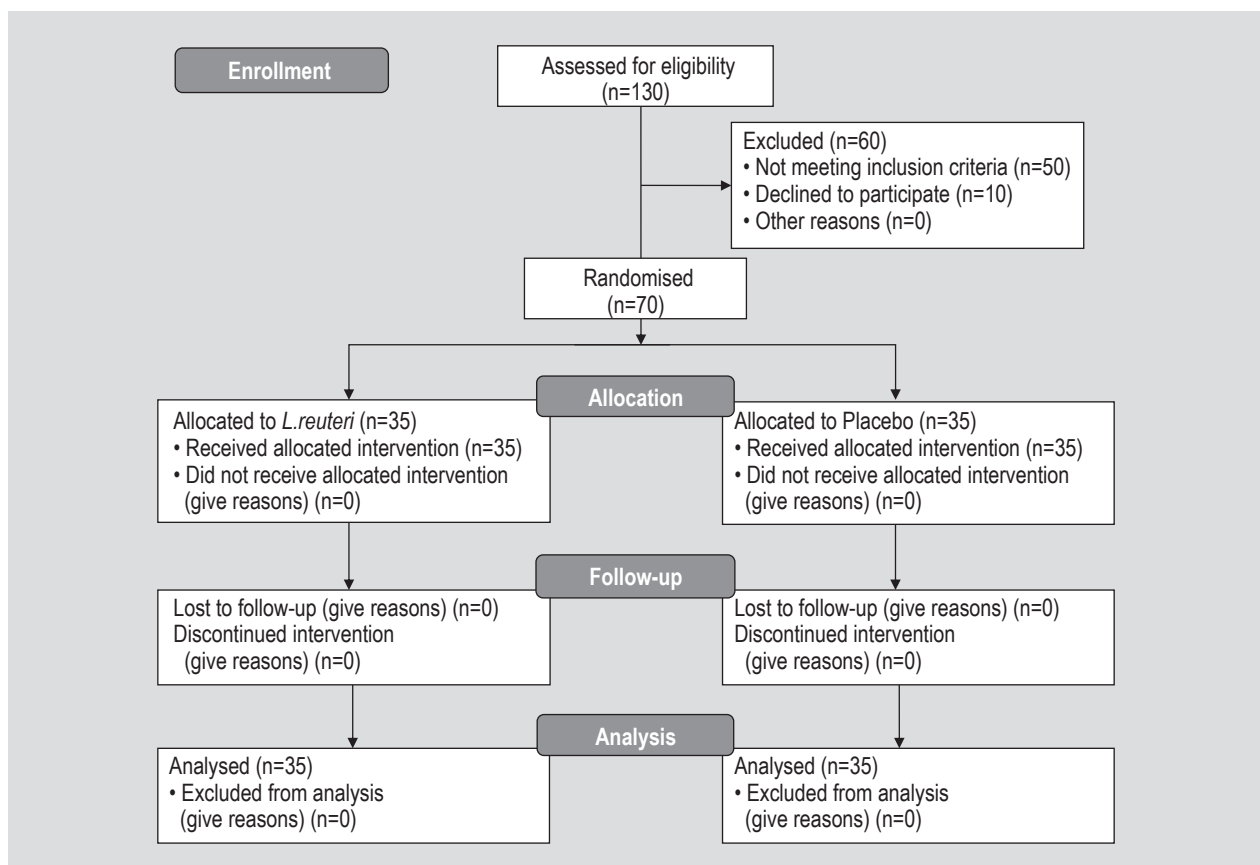 Enrollment
Assessed for eligibility
(n=130)
Excluded (n=60)
• Not meeting inclusion criteria (n=50)
• Declined to participate (n=10)
• Other reasons (n=0)
Randomised
(n=70)
Allocation
Allocated to L.reuteri (n=35)
• Received allocated intervention (n=35)
• Did not receive allocated intervention
(give reasons) (n=0)
Allocated to Placebo (n=35)
• Received allocated intervention (n=35)
• Did not receive allocated intervention
(give reasons) (n=0)
Follow-up
Lost to follow-up (give reasons) (n=0)
Discontinued intervention
(give reasons) (n=0)
Lost to follow-up (give reasons) (n=0)
Discontinued intervention
(give reasons) (n=0)
Analysis
Analysed (n=35)
• Excluded from analysis
(give reasons) (n=0)
Analysed (n=35)
• Excluded from analysis
(give reasons) (n=0)